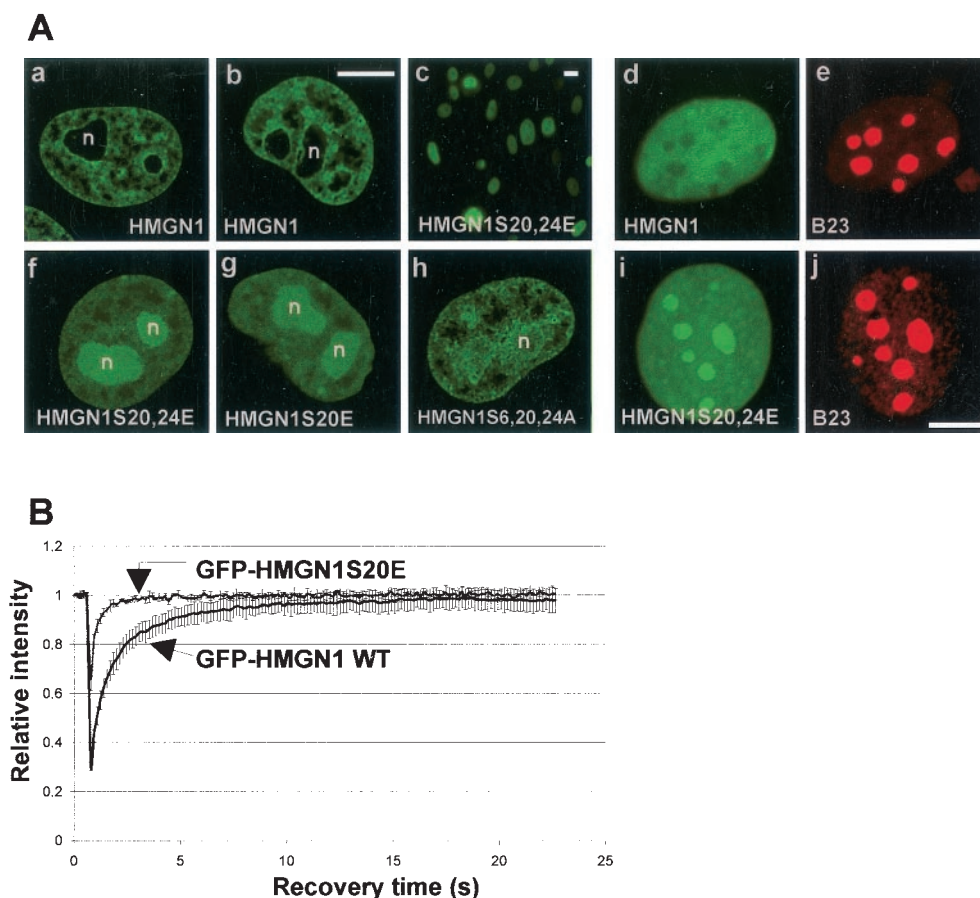 A
a
b
c
d
e
n
n
HMGN1
HMGN1
HMGN1S20,24E
HMGN1
B23
f
g
h
i
j
n
n
n
n
n
HMGN1S20,24E
HMGN1S20E
HMGN1S6,20,24A
HMGN1S20,24E
B23
B
1.2
1
0.8
0.6
0.4
0.2
0
GFP-HMGN1S20E
GFP-HMGN1 WT
Relative intensity
0
5
10
15
20
25
Recovery time (s)